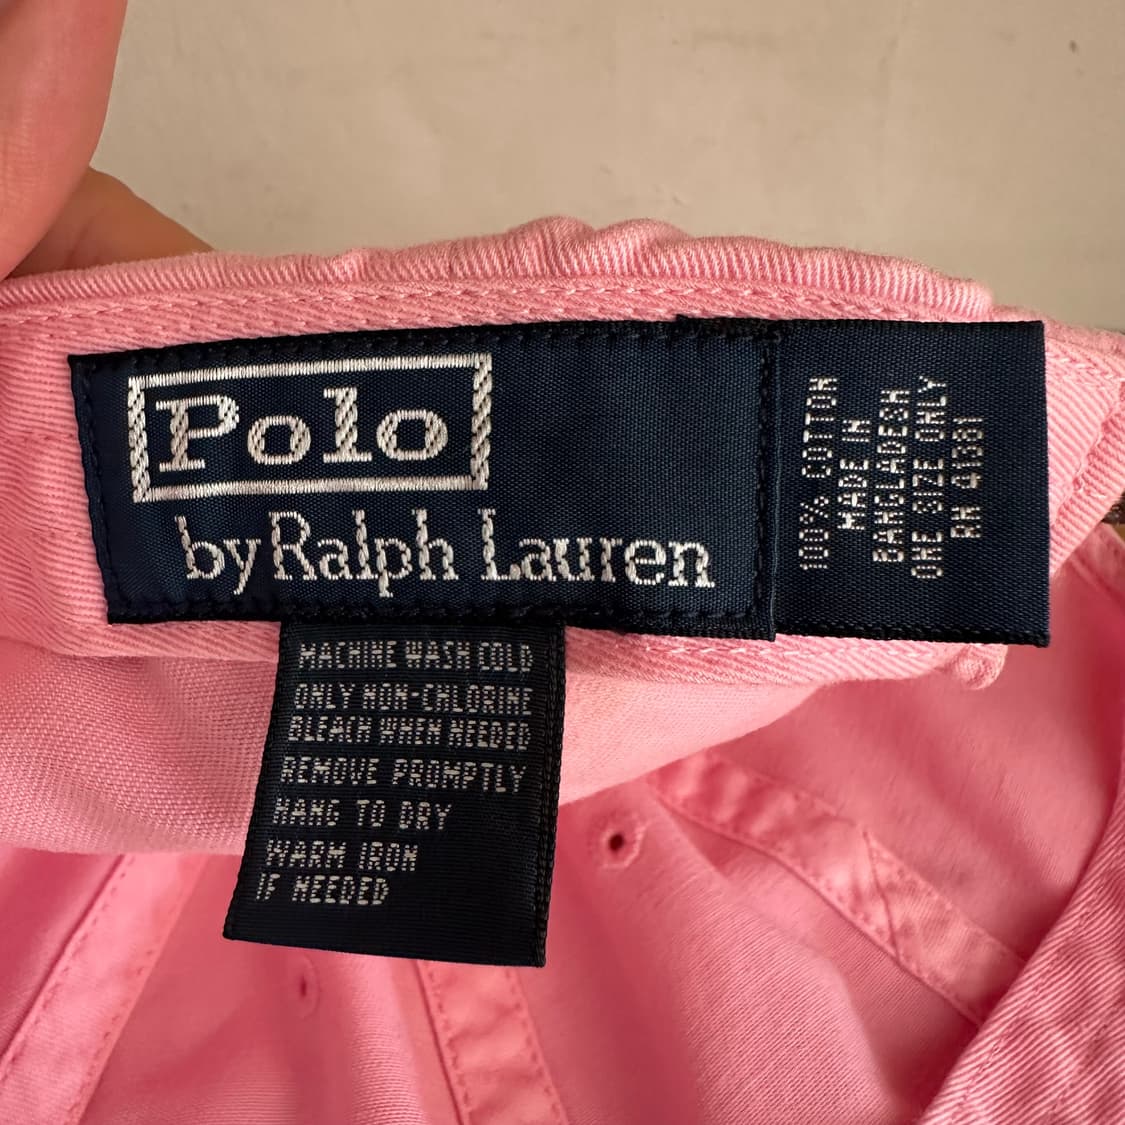 Polo
by Ralph Lauren
100% COTTON
MADE IN
BANGLADESH
ONE SIZE ONLY
RN 41381
MACHINE WASH COLD
ONLY NON-CHLORINE
BLEACH WHEN NEEDED
REMOVE PROMPTLY
HANG TO DRY
WARM IRON
IF NEEDED